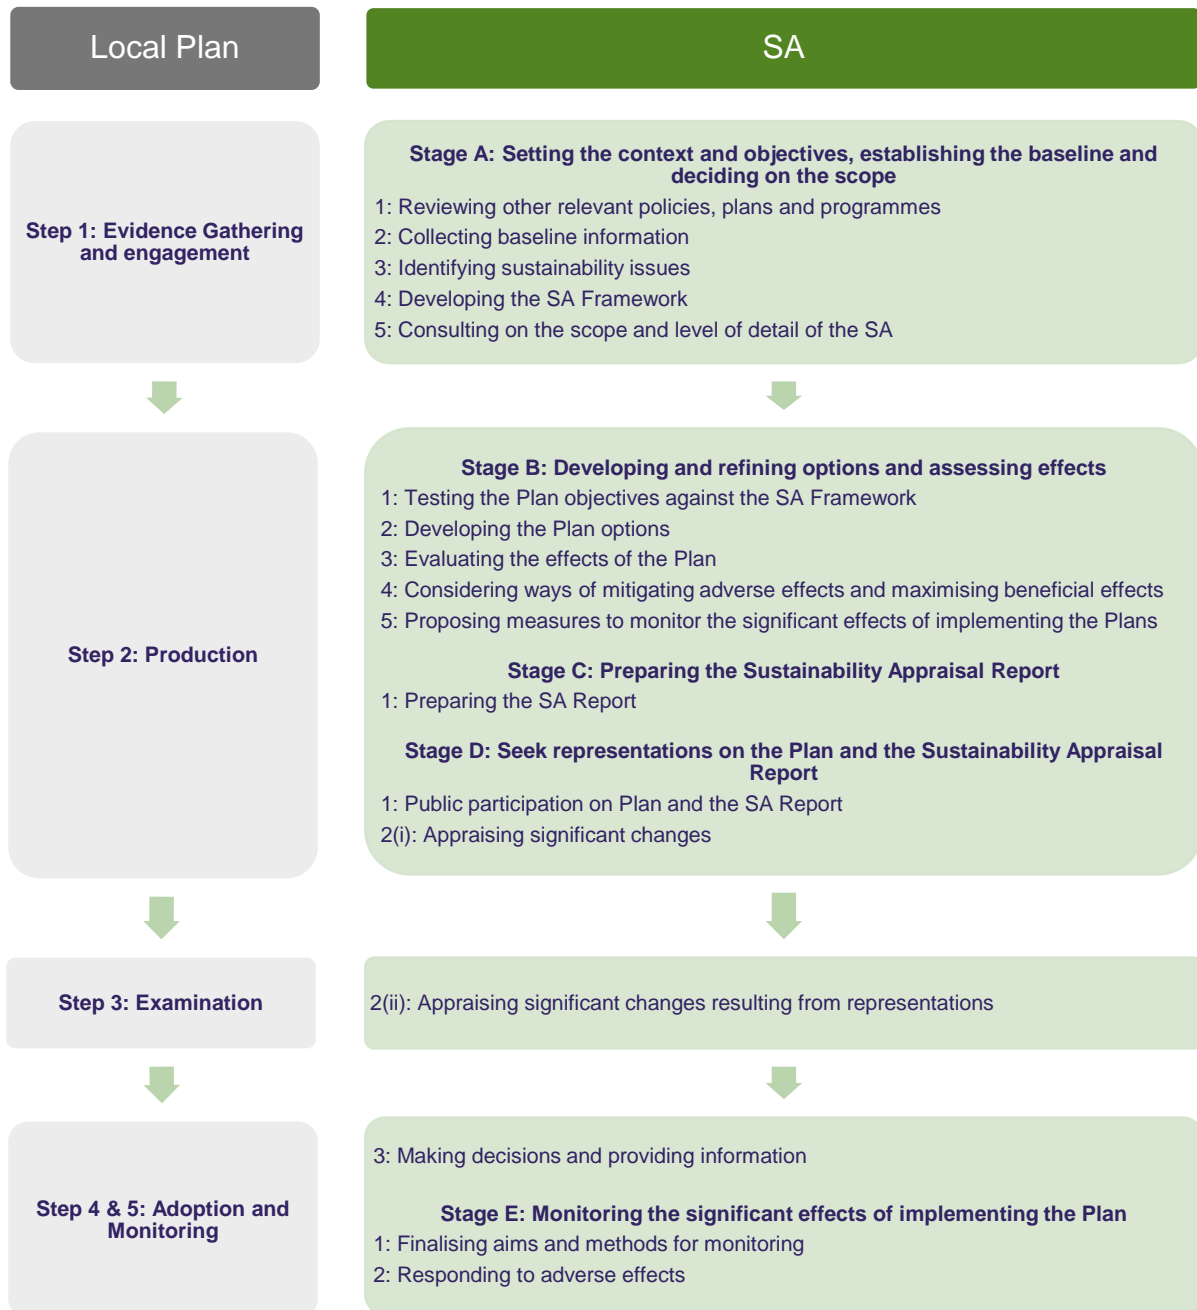 Local Plan
SA
Step 1: Evidence Gathering
and engagement
Stage A: Setting the context and objectives, establishing the baseline and
deciding on the scope
1: Reviewing other relevant policies, plans and programmes
2: Collecting baseline information
3: Identifying sustainability issues
4: Developing the SA Framework
5: Consulting on the scope and level of detail of the SA
Step 2: Production
Stage B: Developing and refining options and assessing effects
1: Testing the Plan objectives against the SA Framework
2: Developing the Plan options
3: Evaluating the effects of the Plan
4: Considering ways of mitigating adverse effects and maximising beneficial effects
5: Proposing measures to monitor the significant effects of implementing the Plans
Stage C: Preparing the Sustainability Appraisal Report
1: Preparing the SA Report
Stage D: Seek representations on the Plan and the Sustainability Appraisal
Report
1: Public participation on Plan and the SA Report
2(i): Appraising significant changes
Step 3: Examination
2(ii): Appraising significant changes resulting from representations
Step 4 & 5: Adoption and
Monitoring
3: Making decisions and providing information
Stage E: Monitoring the significant effects of implementing the Plan
1: Finalising aims and methods for monitoring
2: Responding to adverse effects